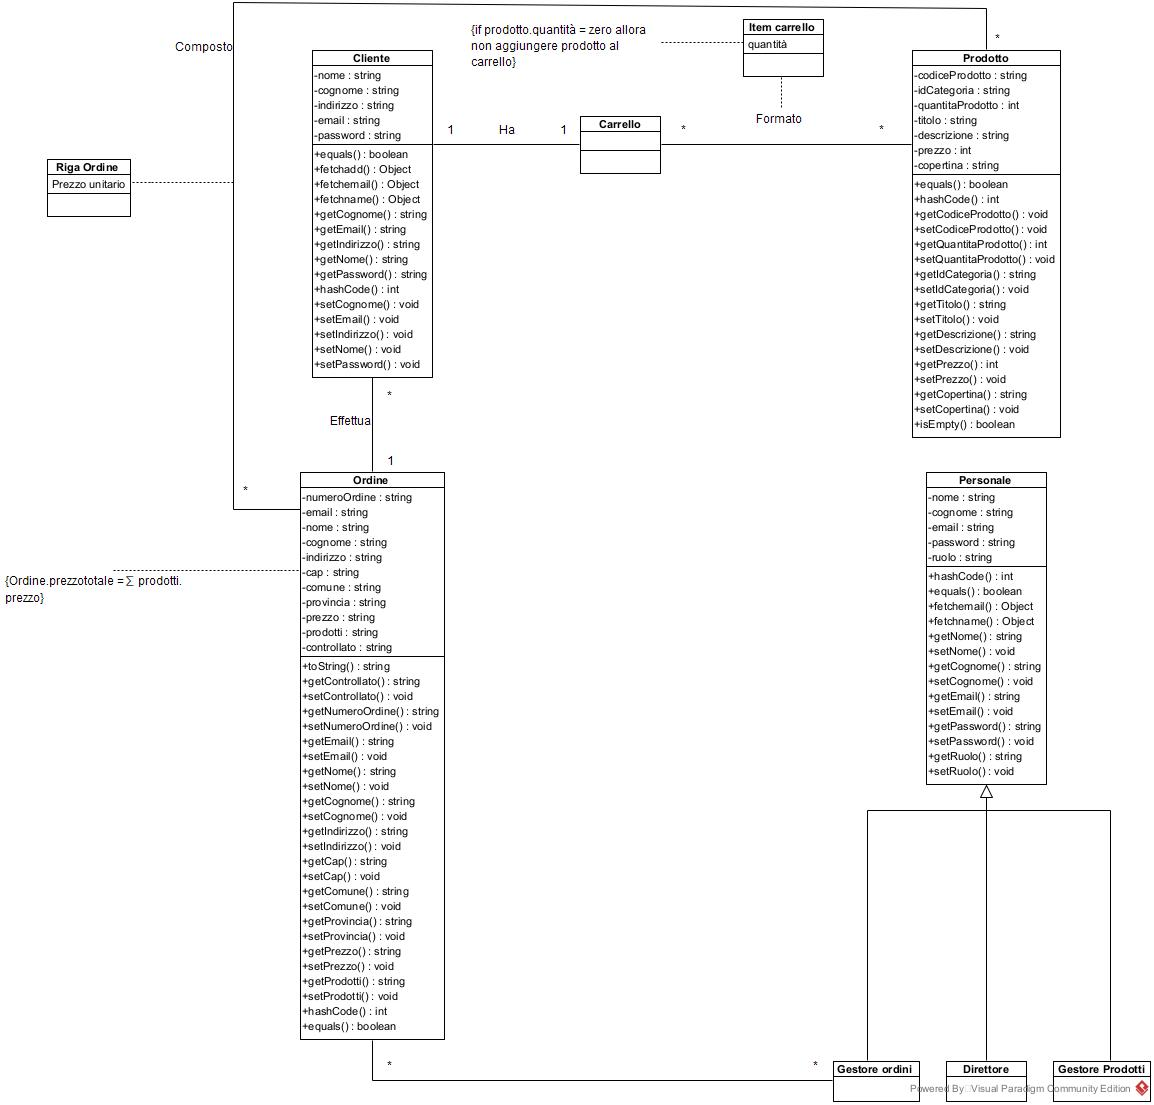 Composto
*
{if prodotto.quantità = zero allora
non aggiungere prodotto al
carrello}
Item carrello
quantità
Formato
Cliente
-nome : string
-cognome : string
-indirizzo : string
-email : string
-password : string
+equals() : boolean
+fetchadd() : Object
+fetchemail() : Object
+fetchname() : Object
+getCognome() : string
+getEmail() : string
+getIndirizzo() : string
+getNome() : string
+getPassword() : string
+hashCode() : int
+setCognome() : void
+setEmail() : void
+setIndirizzo() : void
+setNome() : void
+setPassword() : void
1 Ha 1
Carrello
* *
Prodotto
-codiceProdotto : string
-idCategoria : string
-quantitaProdotto : int
-titolo : string
-descrizione : string
-prezzo : int
-copertina : string
+equals() : boolean
+hashCode() : int
+getCodiceProdotto() : void
+setCodiceProdotto() : void
+getQuantitaProdotto() : int
+setQuantitaProdotto() : void
+getIdCategoria() : string
+setIdCategoria() : void
+getTitolo() : string
+setTitolo() : void
+getDescrizione() : string
+setDescrizione() : void
+getPrezzo() : int
+setPrezzo() : void
+getCopertina() : string
+setCopertina() : void
+isEmpty() : boolean
Riga Ordine
Prezzo unitario
*
Effettua
1
*
{Ordine.prezzototale = Σ prodotti.
prezzo}
Ordine
-numeroOrdine : string
-email : string
-nome : string
-cognome : string
-indirizzo : string
-cap : string
-comune : string
-provincia : string
-prezzo : string
-prodotti : string
-controllato : string
+toString() : string
+getControllato() : string
+setControllato() : void
+getNumeroOrdine() : string
+setNumeroOrdine() : void
+getEmail() : string
+setEmail() : void
+getNome() : string
+setNome() : void
+getCognome() : string
+setCognome() : void
+getIndirizzo() : string
+setIndirizzo() : void
+getCap() : string
+setCap() : void
+getComune() : string
+setComune() : void
+getProvincia() : string
+setProvincia() : void
+getPrezzo() : string
+setPrezzo() : void
+getProdotti() : string
+setProdotti() : void
+hashCode() : int
+equals() : boolean
Personale
-nome : string
-cognome : string
-email : string
-password : string
-ruolo : string
+hashCode() : int
+equals() : boolean
+fetchemail() : Object
+fetchname() : Object
+getNome() : string
+setNome() : void
+getCognome() : string
+setCognome() : void
+getEmail() : string
+setEmail() : void
+getPassword() : string
+setPassword() : void
+getRuolo() : string
+setRuolo() : void
* *
Gestore ordini
Direttore
Gestore Prodotti
Powered By Visual Paradigm Community Edition